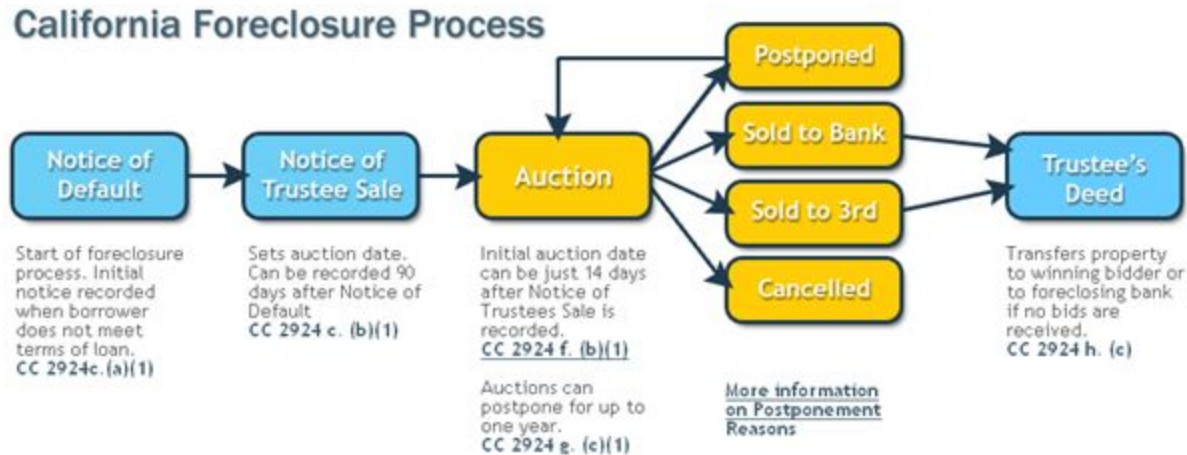 California Foreclosure Process
Notice of
Default
Notice of
Trustee Sale
Auction
Postponed
Sold to Bank
Sold to 3rd
Cancelled
Trustee's
Deed
Start of foreclosure
process. Initial
notice recorded
when borrower
does not meet
terms of loan.
CC 2924c.(a)(1)
Sets auction date.
Can be recorded 90
days after Notice of
Default
CC 2924 c. (b)(1)
Initial auction date
can be just 14 days
after Notice of
Trustees Sale is
recorded.
CC 2924 f. (b)(1)
Auctions can
postpone for up to
one year.
CC 2924 g. (c)(1)
More information
on Postponement
Reasons
Transfers property
to winning bidder or
to foreclosing bank
if no bids are
received.
CC 2924 h. (c)